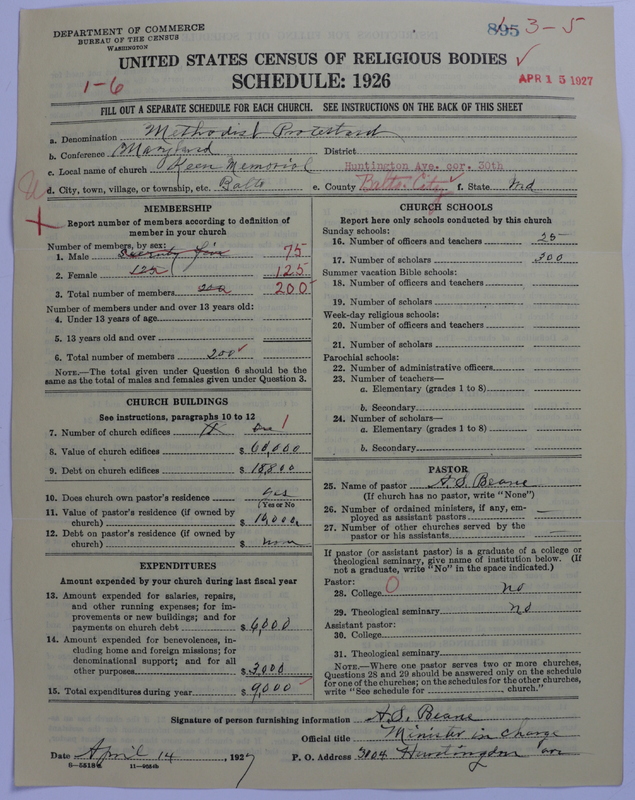 DEPARTMENT OF COMMERCE
BUREAU OF THE CENSUS
WASHINGTON
895 3-5
UNITED STATES CENSUS OF RELIGIOUS BODIES
1-6
SCHEDULE: 1926
APR 15 1927
FILL OUT A SEPARATE SCHEDULE FOR EACH CHURCH. SEE INSTRUCTIONS ON THE BACK OF THIS SHEET
a. Denomination Methodist Protestant
b. Conference Maryland District
c. Local name of church Keen Memorial Huntington Ave. cor. 30th
d. City, town, village, or township, etc. Balto e. County Balto. City f. State Md
MEMBERSHIP
Report number of members according to definition of
member in your church
Number of members, by sex:
1. Male Seventy five 75
2. Female 125 125
3. Total number of members 200 200
Number of members under and over 13 years old:
4. Under 13 years of age
5. 13 years old and over
6. Total number of members 200
NOTE.—The total given under Question 6 should be
same as the total of males and females given under Question 3.
CHURCH BUILDINGS
See instructions, paragraphs 10 to 12
7. Number of church edifices One 1
8. Value of church edifices $ 60,000
9. Debt on church edifices $ 18800
10. Does church own pastor's residence yes
(Yes or No)
11. Value of pastor's residence (if owned by
church) $
12. Debt on pastor's residence (if owned by
church) $ none
EXPENDITURES
Amount expended by your church during last fiscal year
13. Amount expended for salaries, repairs,
and other running expenses; for im-
provements or new buildings; and for
payments on church debt $ 6,000
14. Amount expended for benevolences, in-
cluding home and foreign missions; for
denominational support; and for all
other purposes $ 3000
15. Total expenditures during year $ 9,000
CHURCH SCHOOLS
Report here only schools conducted by this church
Sunday schools:
16. Number of officers and teachers 25
17. Number of scholars 300
Summer vacation Bible schools:
18. Number of officers and teachers
19. Number of scholars
Week-day religious schools:
20. Number of officers and teachers
21. Number of scholars
Parochial schools:
22. Number of administrative officers
23. Number of teachers—
a. Elementary (grades 1 to 8)
b. Secondary
24. Number of scholars—
a. Elementary (grades 1 to 8)
b. Secondary
PASTOR
25. Name of pastor A. S. Beane
(If church has no pastor, write "None")
26. Number of ordained ministers, if any, em-
ployed as assistant pastors
27. Number of other churches served by the
pastor or his assistants
If pastor (or assistant pastor) is a graduate of a college or
theological seminary, give name of institution below. (If
not a graduate, write "No" in the space indicated.)
Pastor:
28. College 0 no
29. Theological seminary no
Assistant pastor:
30. College
31. Theological seminary
NOTE.—Where one pastor serves two or more churches,
Questions 28 and 29 should be answered only on the schedule
for one of the churches; on the schedules for the other churches,
write "See schedule for church."
Signature of person furnishing information A. S. Beane
Official title Minister in charge
Date April 14, 1927 P. O. Address 3004 Huntingdon ave
8-5518a 11-9554b